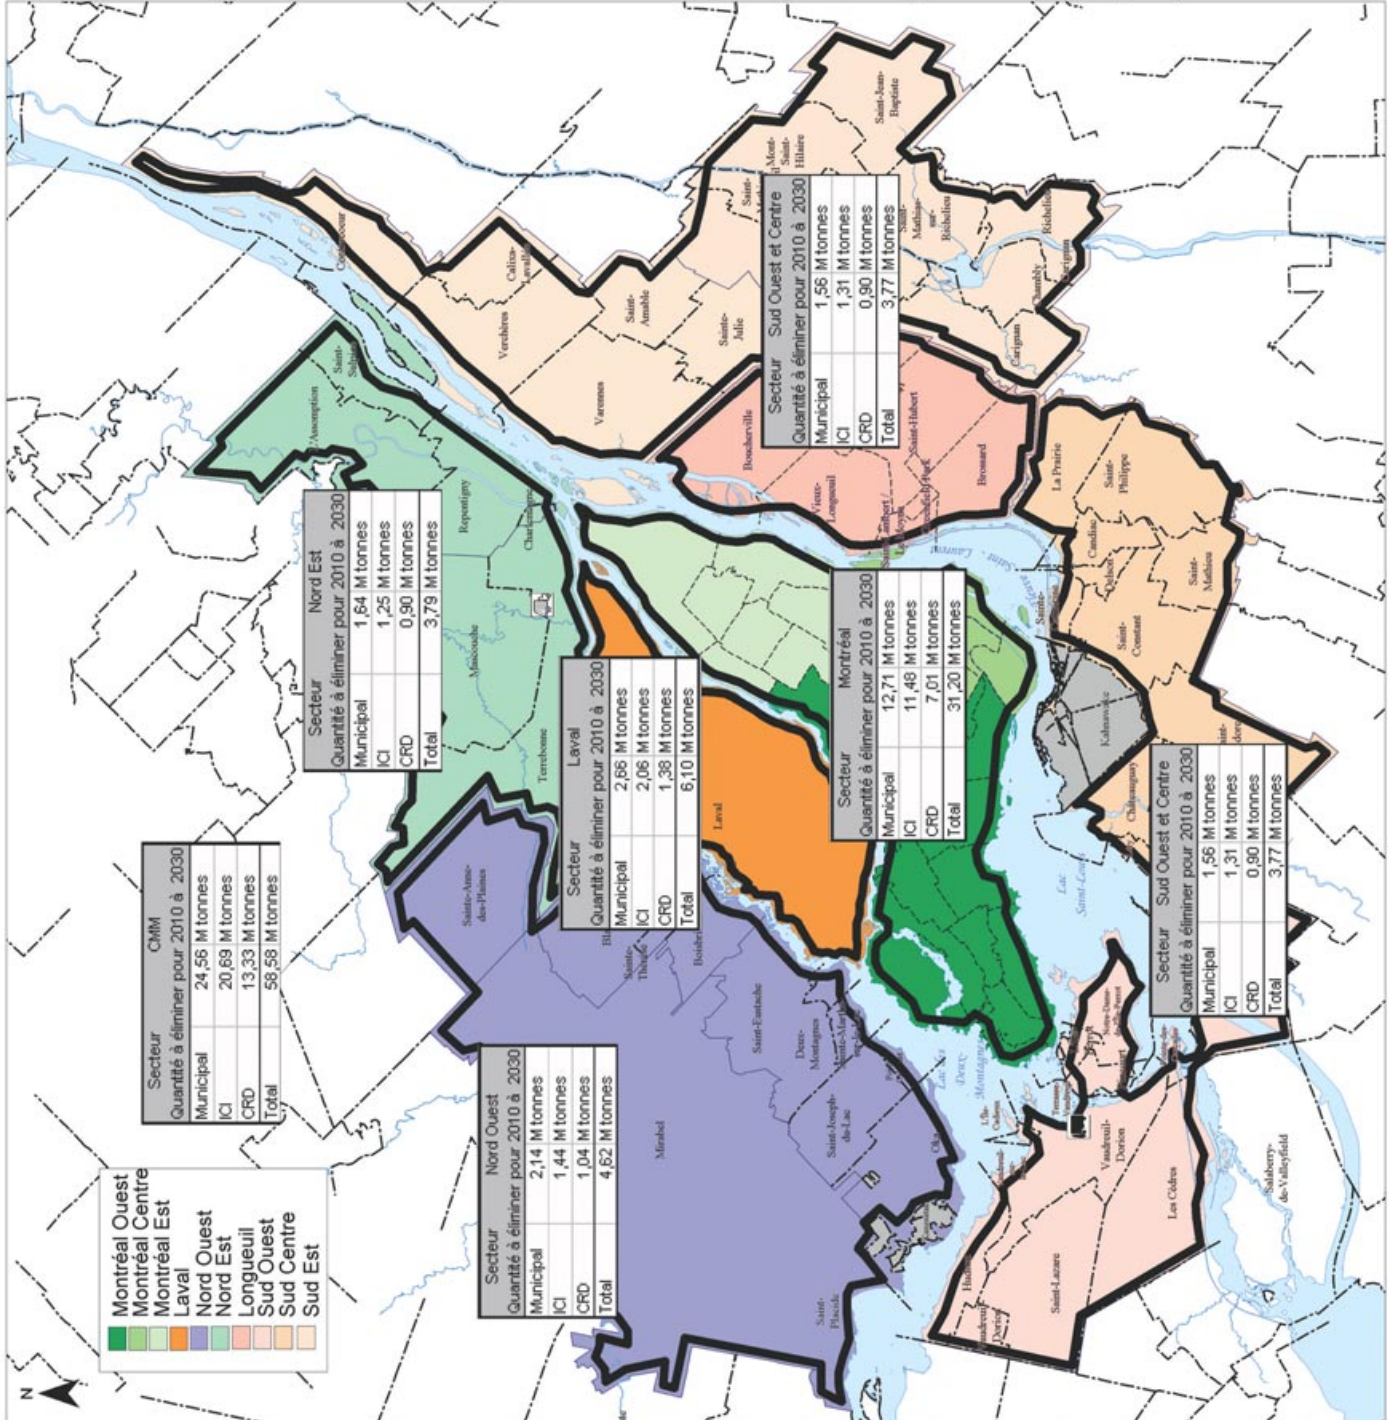 N
Montréal Ouest
Montréal Centre
Montréal Est
Laval
Nord Ouest
Nord Est
Longueuil
Sud Ouest
Sud Centre
Sud Est
Secteur CMM
Quantité à éliminer pour 2010 à 2030
Municipal 24,56 M tonnes
ICI 20,69 M tonnes
CRD 13,33 M tonnes
Total 58,58 M tonnes
Secteur Nord Est
Quantité à éliminer pour 2010 à 2030
Municipal 1,64 M tonnes
ICI 1,25 M tonnes
CRD 0,90 M tonnes
Total 3,79 M tonnes
Secteur Nord Ouest
Quantité à éliminer pour 2010 à 2030
Municipal 2,14 M tonnes
ICI 1,44 M tonnes
CRD 1,04 M tonnes
Total 4,62 M tonnes
Secteur Laval
Quantité à éliminer pour 2010 à 2030
Municipal 2,66 M tonnes
ICI 2,06 M tonnes
CRD 1,38 M tonnes
Total 6,10 M tonnes
Secteur Montréal
Quantité à éliminer pour 2010 à 2030
Municipal 12,71 M tonnes
ICI 11,48 M tonnes
CRD 7,01 M tonnes
Total 31,20 M tonnes
Secteur Sud Ouest et Centre
Quantité à éliminer pour 2010 à 2030
Municipal 1,56 M tonnes
ICI 1,31 M tonnes
CRD 0,90 M tonnes
Total 3,77 M tonnes
Secteur Sud Ouest et Centre
Quantité à éliminer pour 2010 à 2030
Municipal 1,56 M tonnes
ICI 1,31 M tonnes
CRD 0,90 M tonnes
Total 3,77 M tonnes
Sainte-Anne-
des-Plaines
Mirabel
Sainte-
Thérèse
Saint-Eustache
Deux-
Montagnes
Saint-Joseph-
du-Lac
Oka
Saint-
Placide
L'Assomption
Saint-
Repentigny
Mascouche
Terrebonne
Laval
Calixa-
Verchères
Saint-
Amable
Sainte-
Julie
Varennes
Saint-
Mont-
Saint-
Hilaire
Saint-Jean-
Baptiste
Mathias-
sur-
Richelieu
Richelieu
Chambly
Carignan
Carignan
Boucherville
Vieux-
Longueuil
Saint-Hubert
Brossard
La Prairie
Saint-
Philippe
Candiac
Delson
Saint-
Mathieu
Saint-
Constant
Sainte-
Kahnawake
Châteauguay
Lac
Saint-Louis
Lac des
Deux-
Montagnes
Fleuve Saint - Laurent
Notre-Dame-
Vaudreuil-
Dorion
Les Cèdres
Saint-Lazare
Hudson
Vaudreuil-
Dorion
Salaberry-
de-Valleyfield